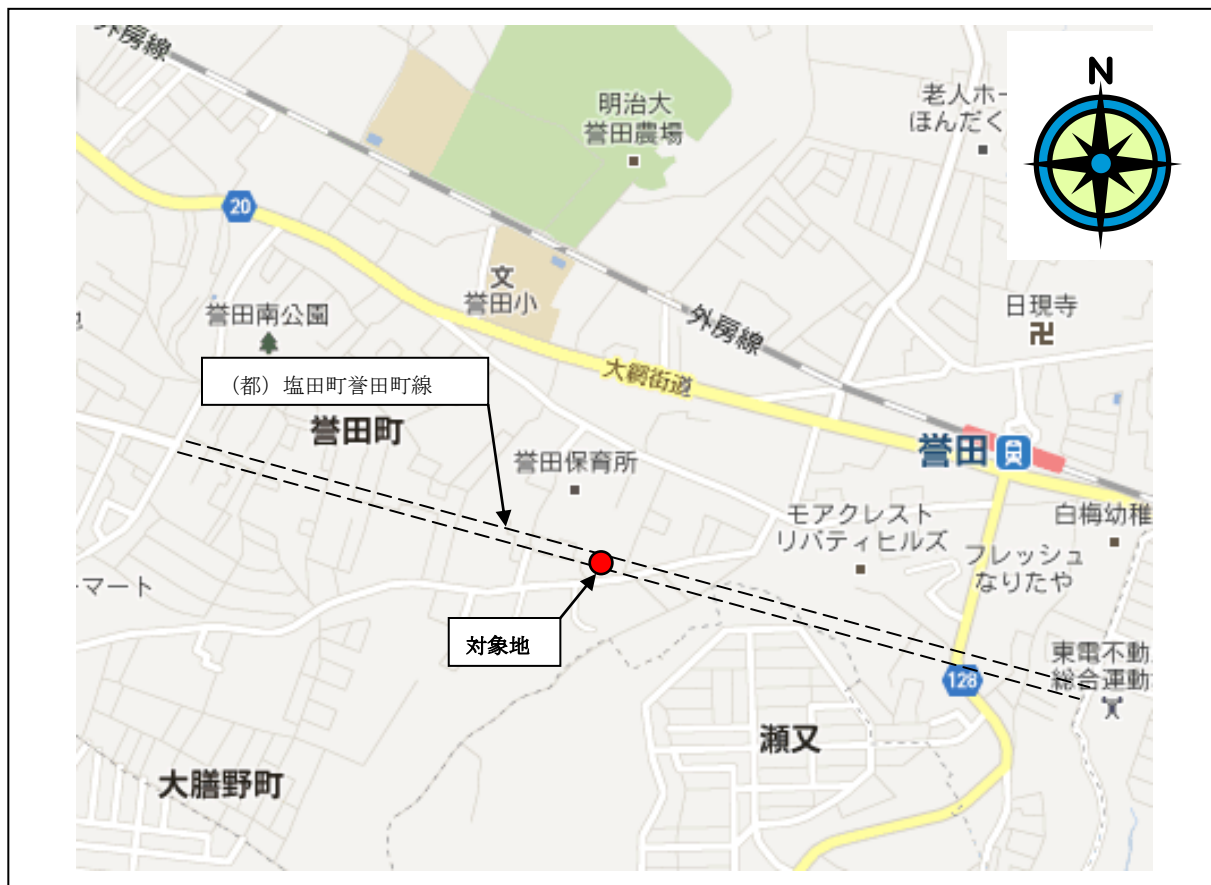 外房線
N
老人ホー
ほんだく
明治大
誉田農場
20
文
誉田小
誉田南公園
外房線
日現寺
卍
（都）塩田町誉田町線
大網街道
誉田町
誉田
誉田保育所
モアクレスト
リバティヒルズ
白梅幼稚
フレッシュ
なりたや
ーマート
対象地
東電不動
総合運動
128
瀬又
大膳野町